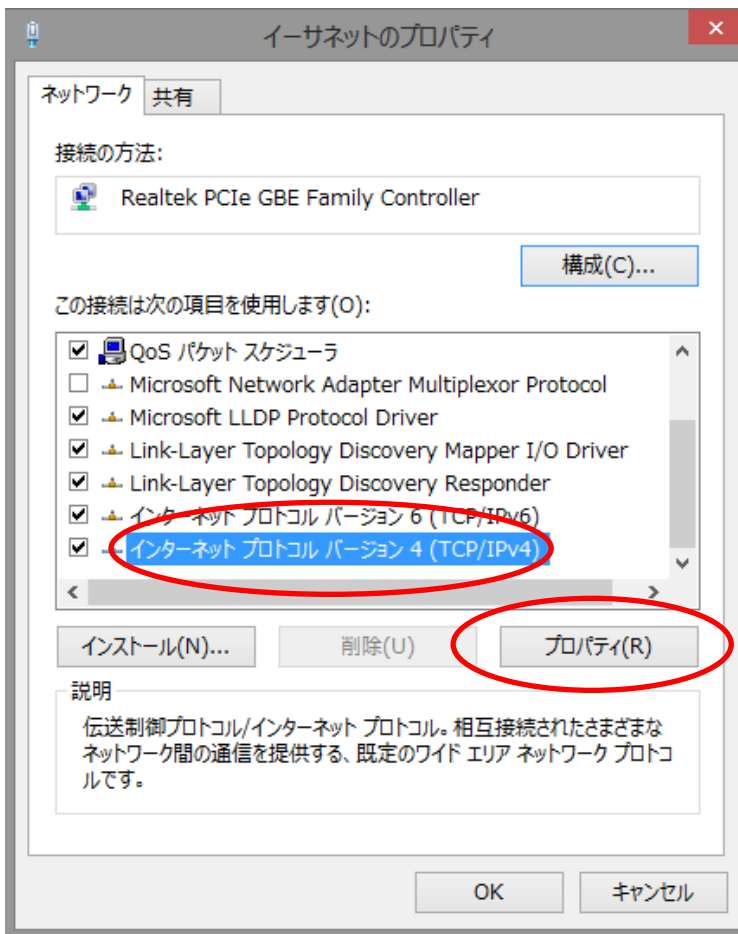 イーサネットのプロパティ
ネットワーク 共有
接続の方法:
Realtek PCIe GBE Family Controller
構成(C)...
この接続は次の項目を使用します(O):
QoS パケット スケジューラ
Microsoft Network Adapter Multiplexor Protocol
Microsoft LLDP Protocol Driver
Link-Layer Topology Discovery Mapper I/O Driver
Link-Layer Topology Discovery Responder
インターネット プロトコル バージョン 6 (TCP/IPv6)
インターネット プロトコル バージョン 4 (TCP/IPv4)
インストール(N)... 削除(U) プロパティ(R)
説明
伝送制御プロトコル/インターネット プロトコル。相互接続されたさまざまな
ネットワーク間の通信を提供する、既定のワイド エリア ネットワーク プロトコ
ルです。
OK キャンセル